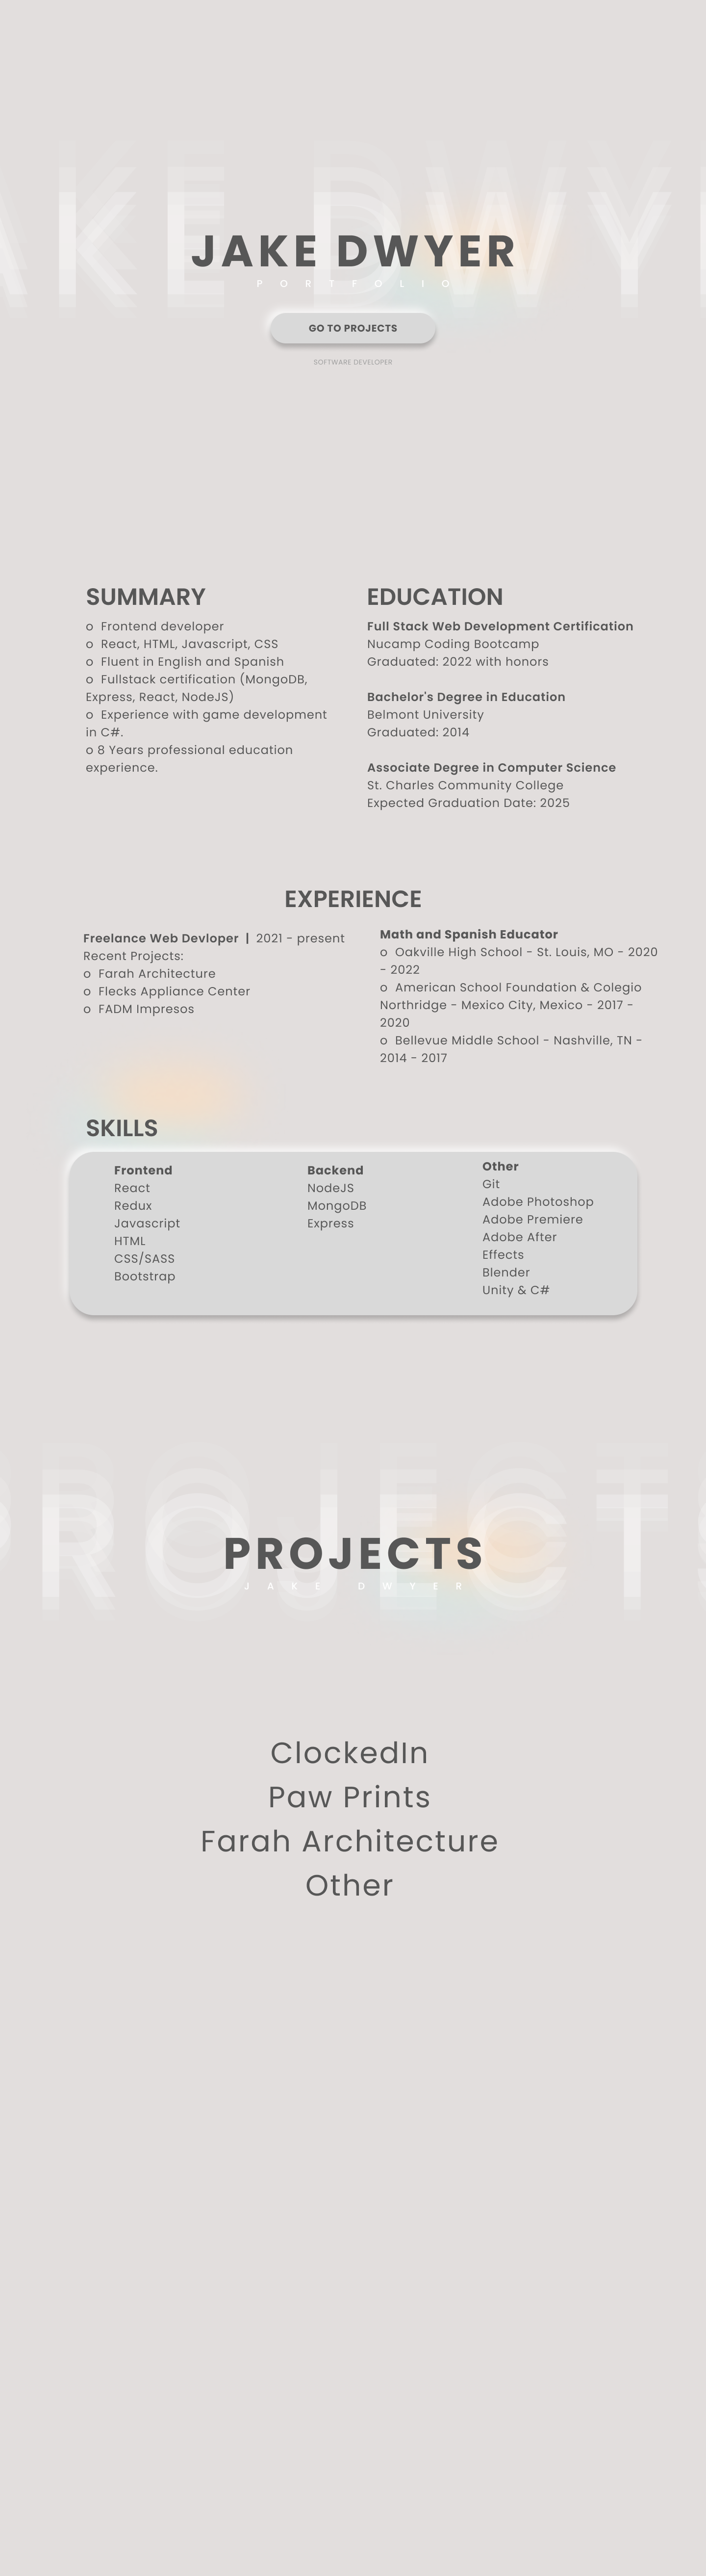 JAKE DWYER
JAKE DWYER
PORTFOLIO
GO TO PROJECTS
SOFTWARE DEVELOPER
SUMMARY
o Frontend developer
o React, HTML, Javascript, CSS
o Fluent in English and Spanish
o Fullstack certification (MongoDB,
Express, React, NodeJS)
o Experience with game development
in C#.
o 8 Years professional education
experience.
EDUCATION
Full Stack Web Development Certification
Nucamp Coding Bootcamp
Graduated: 2022 with honors
Bachelor's Degree in Education
Belmont University
Graduated: 2014
Associate Degree in Computer Science
St. Charles Community College
Expected Graduation Date: 2025
EXPERIENCE
Freelance Web Devloper | 2021 - present
Recent Projects:
o Farah Architecture
o Flecks Appliance Center
o FADM Impresos
Math and Spanish Educator
o Oakville High School - St. Louis, MO - 2020
- 2022
o American School Foundation & Colegio
Northridge - Mexico City, Mexico - 2017 -
2020
o Bellevue Middle School - Nashville, TN -
2014 - 2017
SKILLS
Frontend
React
Redux
Javascript
HTML
CSS/SASS
Bootstrap
Backend
NodeJS
MongoDB
Express
Other
Git
Adobe Photoshop
Adobe Premiere
Adobe After
Effects
Blender
Unity & C#
PROJECTS
PROJECTS
JAKE DWYER
ClockedIn
Paw Prints
Farah Architecture
Other